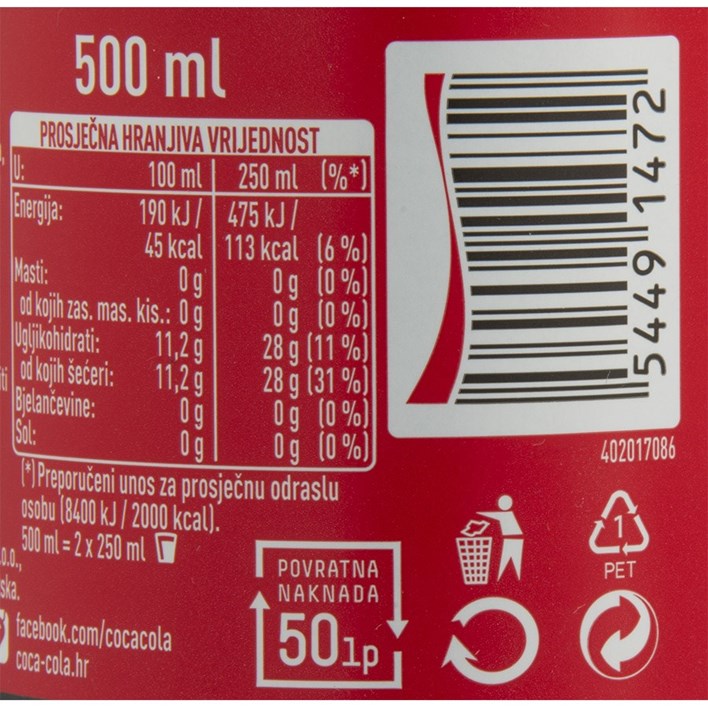 500 ml
PROSJEČNA HRANJIVA VRIJEDNOST
U: 100 ml 250 ml (%*)
Energija: 190 kJ / 475 kJ /
45 kcal 113 kcal (6 %)
Masti: 0 g 0 g (0 %)
od kojih zas. mas. kis.: 0 g 0 g (0 %)
Ugljikohidrati: 11,2 g 28 g (11 %)
od kojih šećeri: 11,2 g 28 g (31 %)
Bjelančevine: 0 g 0 g (0 %)
Sol: 0 g 0 g (0 %)
(*) Preporučeni unos za prosječnu odraslu
osobu (8400 kJ / 2000 kcal).
500 ml = 2 x 250 ml
facebook.com/cocacola
coca-cola.hr
POVRATNA
NAKNADA
50lp
5449 1472
402017086
1
PET